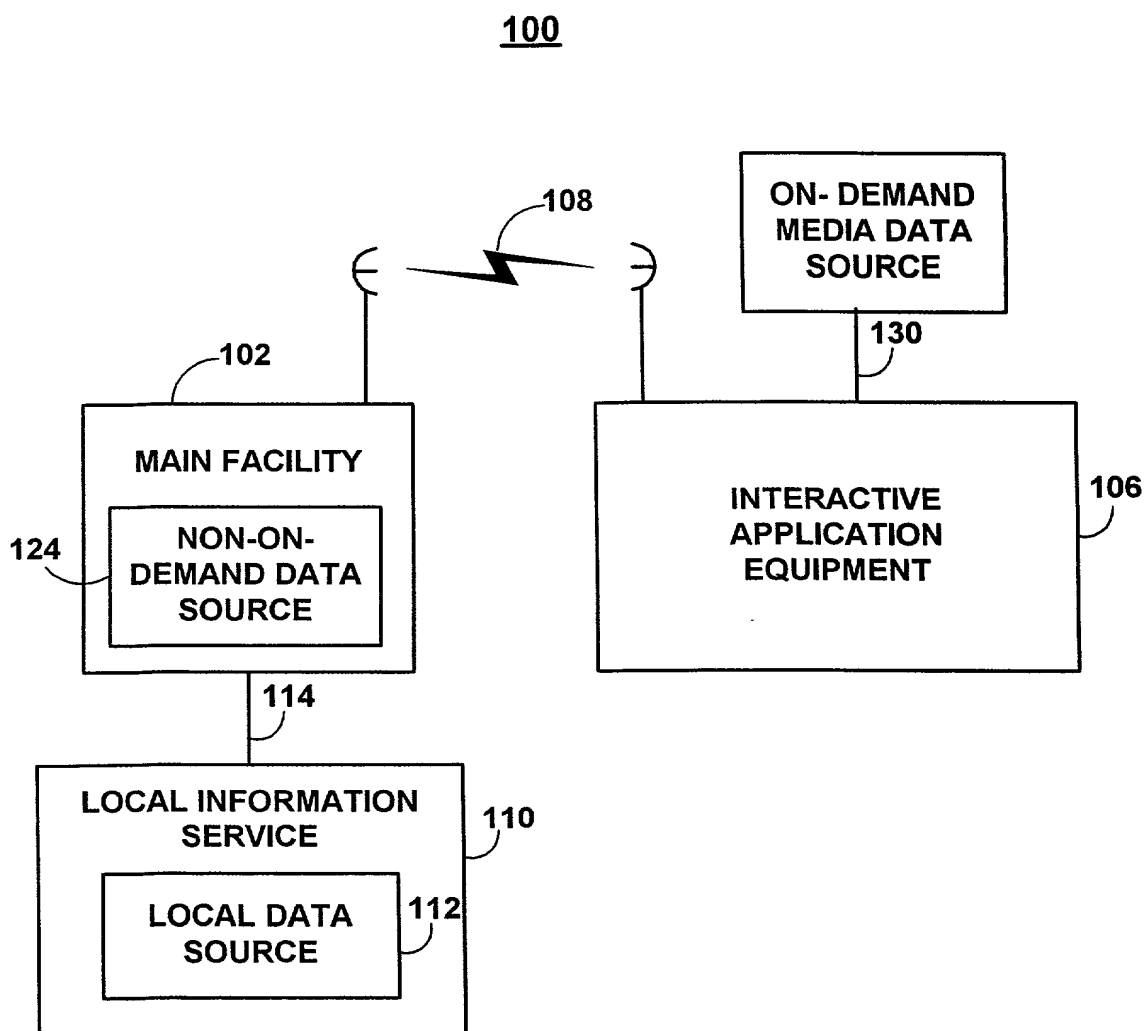 100
108
ON- DEMAND
MEDIA DATA
SOURCE
130
102
MAIN FACILITY
124
NON-ON-
DEMAND DATA
SOURCE
INTERACTIVE
APPLICATION
EQUIPMENT
106
114
LOCAL INFORMATION
SERVICE
110
LOCAL DATA
SOURCE
112